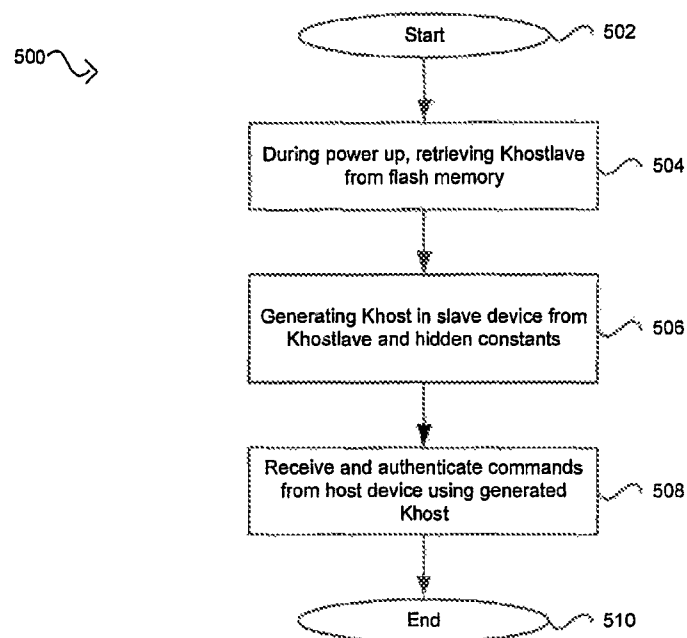 Start
502
500
During power up, retrieving Khostlave
from flash memory
504
Generating Khost in slave device from
Khostlave and hidden constants
506
Receive and authenticate commands
from host device using generated
Khost
508
End
510